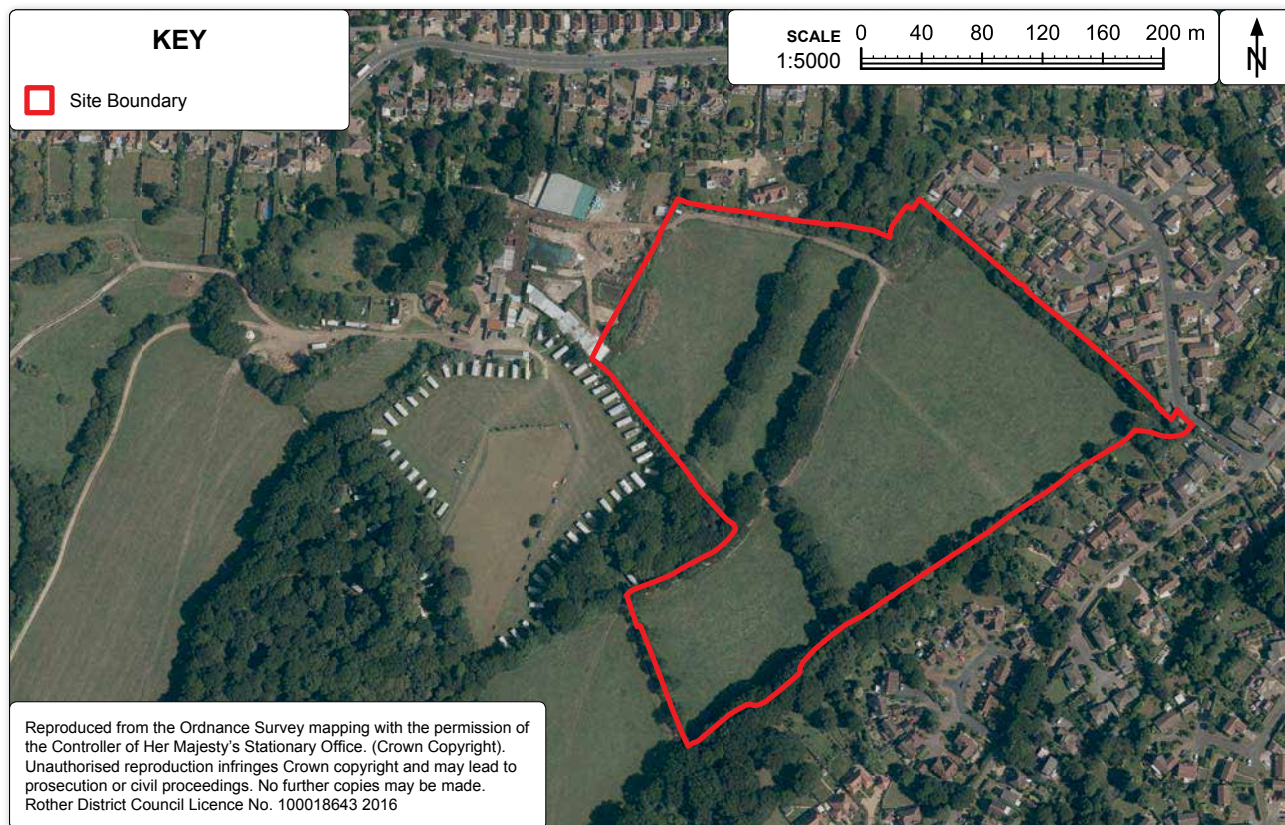 KEY
Site Boundary
SCALE 0 40 80 120 160 200 m
1:5000
N
Reproduced from the Ordnance Survey mapping with the permission of
the Controller of Her Majesty's Stationary Office. (Crown Copyright).
Unauthorised reproduction infringes Crown copyright and may lead to
prosecution or civil proceedings. No further copies may be made.
Rother District Council Licence No. 100018643 2016